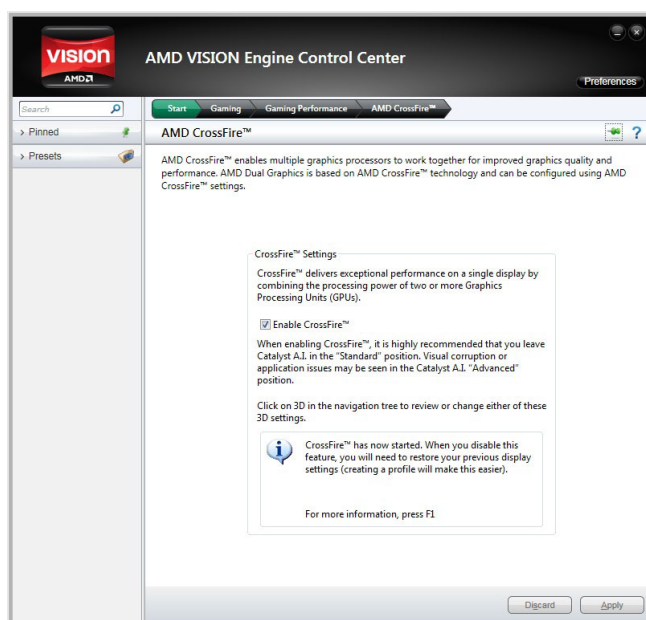 VISION
AMD
AMD VISION Engine Control Center
Preferences
Search
Start Gaming Gaming Performance AMD CrossFire™
> Pinned
AMD CrossFire™
?
> Presets
AMD CrossFire™ enables multiple graphics processors to work together for improved graphics quality and
performance. AMD Dual Graphics is based on AMD CrossFire™ technology and can be configured using AMD
CrossFire™ settings.
CrossFire™ Settings
CrossFire™ delivers exceptional performance on a single display by
combining the processing power of two or more Graphics
Processing Units (GPUs).
Enable CrossFire™
When enabling CrossFire™, it is highly recommended that you leave
Catalyst A.I. in the "Standard" position. Visual corruption or
application issues may be seen in the Catalyst A.I. "Advanced"
position.
Click on 3D in the navigation tree to review or change either of these
3D settings.
CrossFire™ has now started. When you disable this
feature, you will need to restore your previous display
settings (creating a profile will make this easier).
For more information, press F1
Discard
Apply